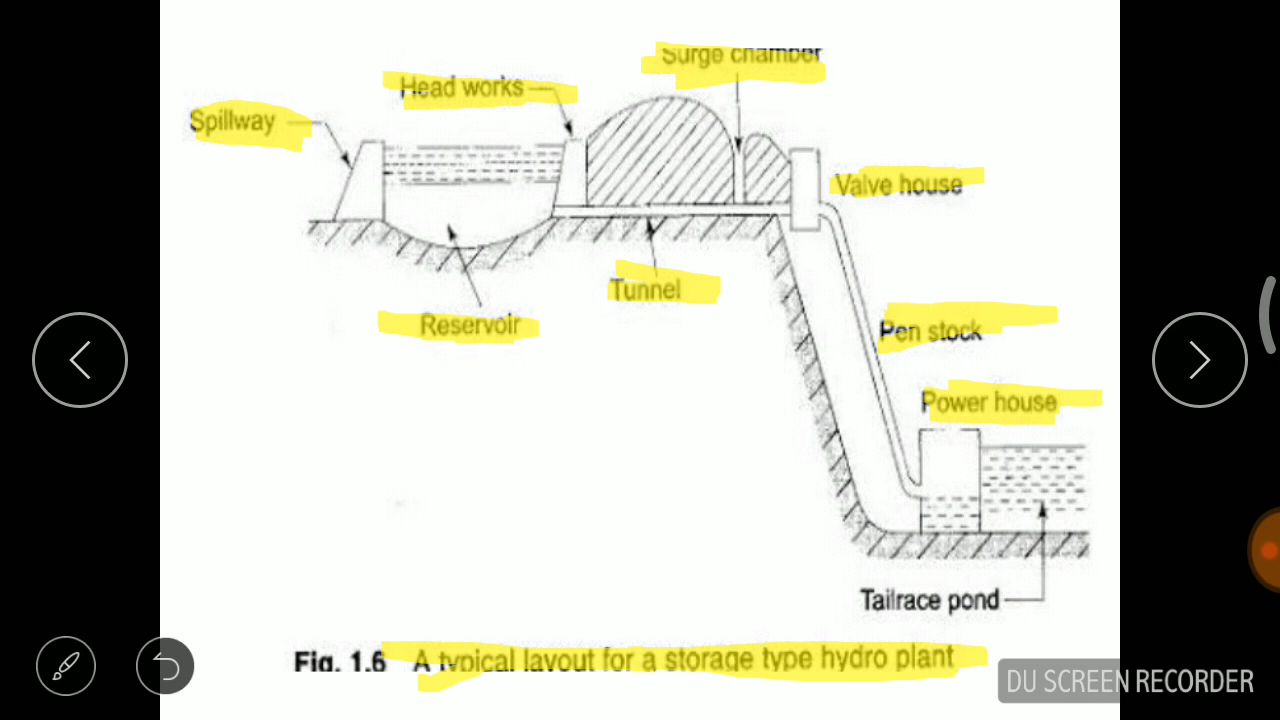 Surge chamber
Head works
Spillway
Valve house
Tunnel
Reservoir
Pen stock
Power house
Tailrace pond
Fig. 1.6 A typical layout for a storage type hydro plant
DU SCREEN RECORDER